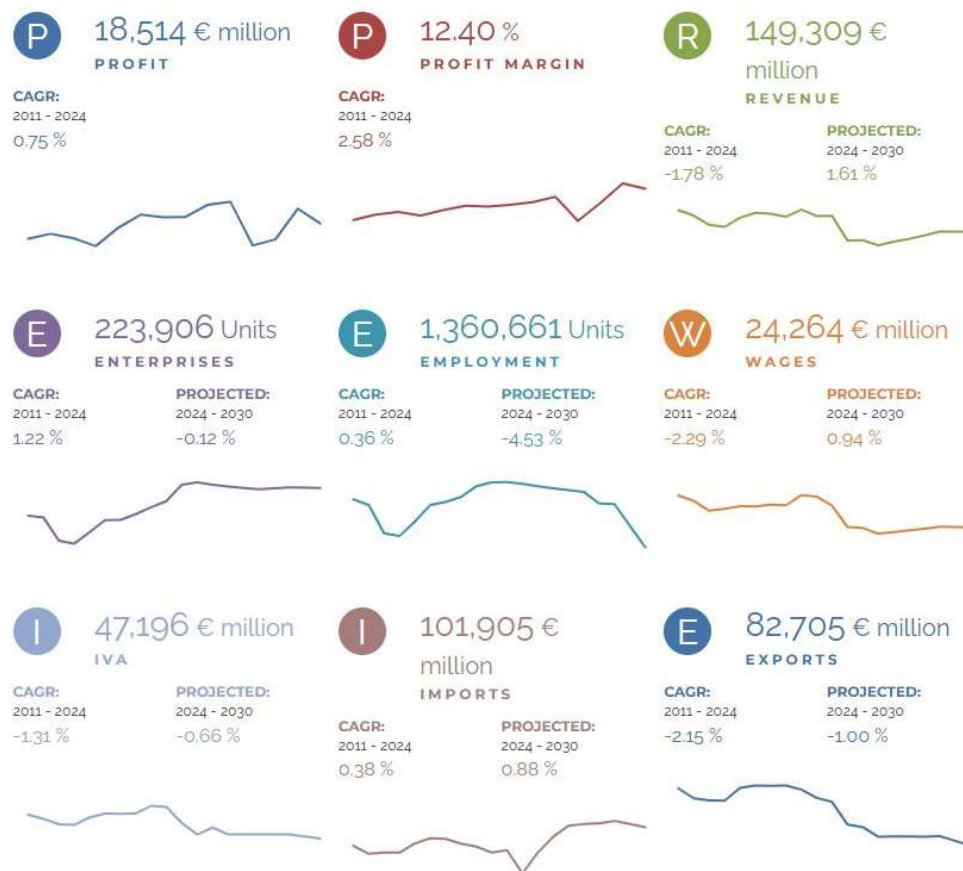 P
18,514 € million
PROFIT
CAGR:
2011 - 2024
0.75 %
P
12.40 %
PROFIT MARGIN
CAGR:
2011 - 2024
2.58 %
R
149,309 €
million
REVENUE
CAGR:
2011 - 2024
-1.78 %
PROJECTED:
2024 - 2030
1.61 %
E
223,906 Units
ENTERPRISES
CAGR:
2011 - 2024
1.22 %
PROJECTED:
2024 - 2030
-0.12 %
E
1,360,661 Units
EMPLOYMENT
CAGR:
2011 - 2024
0.36 %
PROJECTED:
2024 - 2030
-4.53 %
W
24,264 € million
WAGES
CAGR:
2011 - 2024
-2.29 %
PROJECTED:
2024 - 2030
0.94 %
I
47,196 € million
IVA
CAGR:
2011 - 2024
-1.31 %
PROJECTED:
2024 - 2030
-0.66 %
I
101,905 €
million
IMPORTS
CAGR:
2011 - 2024
0.38 %
PROJECTED:
2024 - 2030
0.88 %
E
82,705 € million
EXPORTS
CAGR:
2011 - 2024
-2.15 %
PROJECTED:
2024 - 2030
-1.00 %